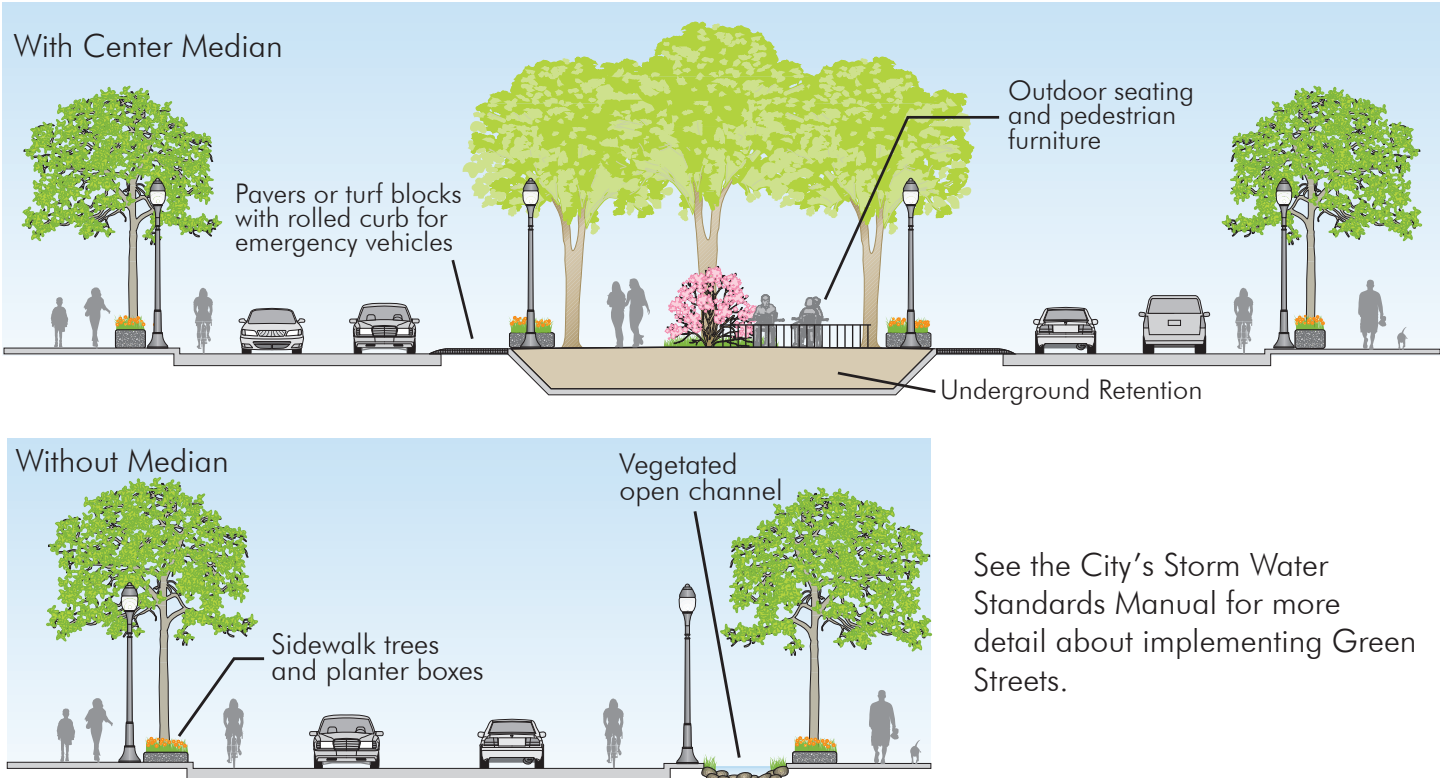 With Center Median
Outdoor seating
and pedestrian
furniture
Pavers or turf blocks
with rolled curb for
emergency vehicles
Underground Retention
Without Median
Vegetated
open channel
Sidewalk trees
and planter boxes
See the City’s Storm Water
Standards Manual for more
detail about implementing Green
Streets.